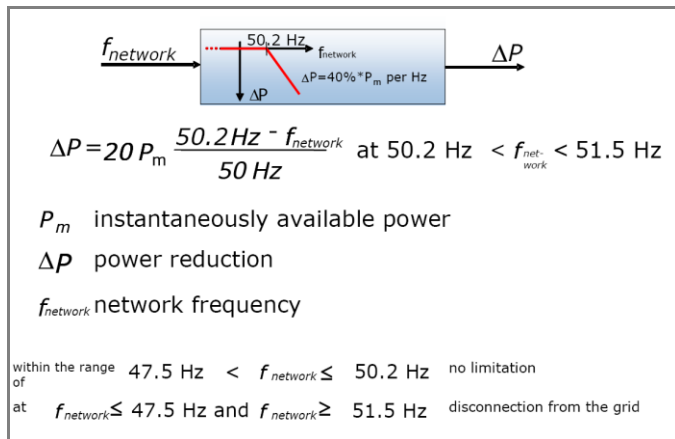 f_network
50.2 Hz
f_network
ΔP=40%*P_m per Hz
ΔP
ΔP
ΔP = 20 P_m (50.2 Hz - f_network) / 50 Hz at 50.2 Hz < f_net-work < 51.5 Hz
P_m instantaneously available power
ΔP power reduction
f_network network frequency
within the range of 47.5 Hz < f_network ≤ 50.2 Hz no limitation
at f_network ≤ 47.5 Hz and f_network ≥ 51.5 Hz disconnection from the grid